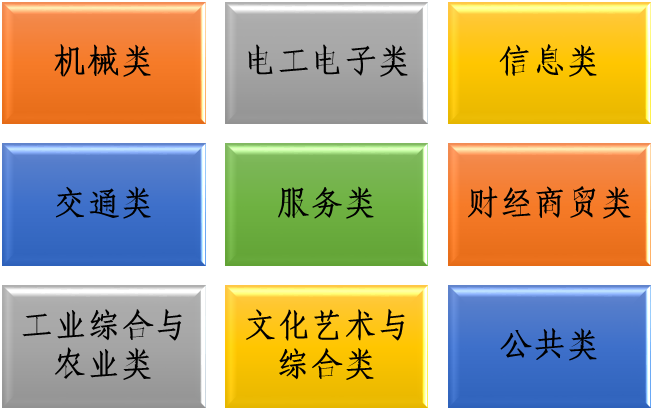 机械类
电工电子类
信息类
交通类
服务类
财经商贸类
工业综合与
农业类
文化艺术与
综合类
公共类